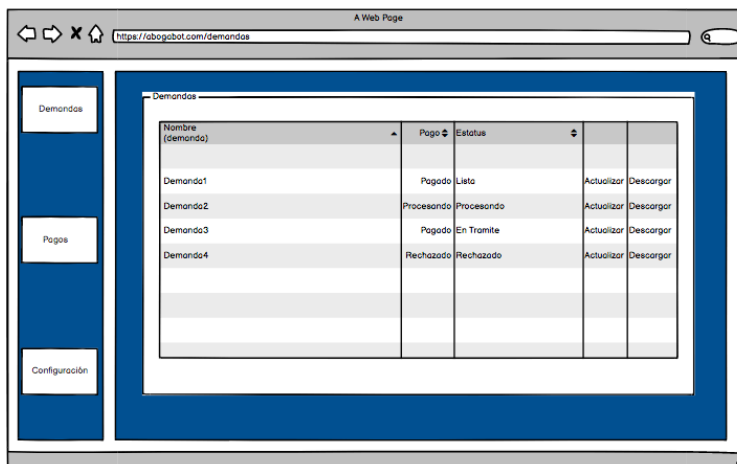 A Web Page
https://abogabot.com/demandas
Demandas
Pagos
Configuración
Demandas
Nombre
(demanda) Pago Estatus
Demanda1 Pagado Lista Actualizar Descargar
Demanda2 Procesando Procesando Actualizar Descargar
Demanda3 Pagado En Tramite Actualizar Descargar
Demanda4 Rechazado Rechazado Actualizar Descargar